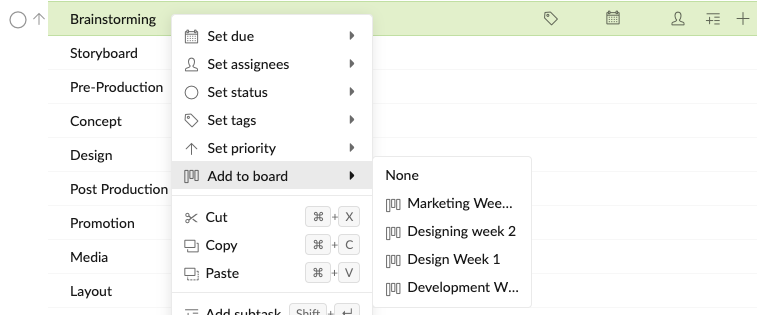 Brainstorming
Storyboard
Pre-Production
Concept
Design
Post Production
Promotion
Media
Layout
Set due
Set assignees
Set status
Set tags
Set priority
Add to board
Cut ⌘ + X
Copy ⌘ + C
Paste ⌘ + V
Add subtask Shift + ↵
None
Marketing Wee...
Designing week 2
Design Week 1
Development W...